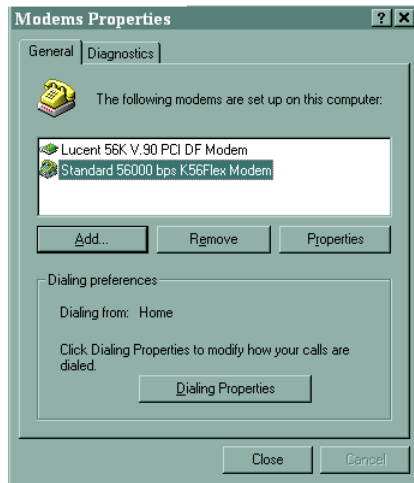 Modems Properties ? X
General Diagnostics
The following modems are set up on this computer:
Lucent 56K V.90 PCI DF Modem
Standard 56000 bps K56Flex Modem
Add... Remove Properties
Dialing preferences
Dialing from: Home
Click Dialing Properties to modify how your calls are
dialed.
Dialing Properties
Close Cancel